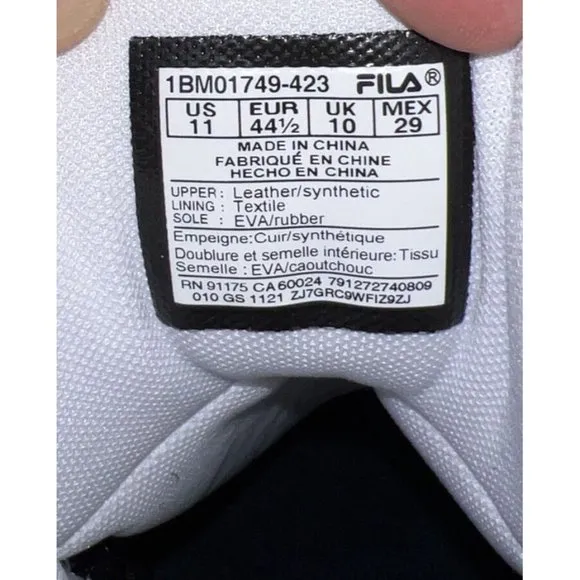 1BM01749-423 FILA®
US EUR UK MEX
11 44½ 10 29
MADE IN CHINA
FABRIQUÉ EN CHINE
HECHO EN CHINA
UPPER: Leather/synthetic
LINING: Textile
SOLE: EVA/rubber
Empeigne:Cuir/synthétique
Doublure et semelle intérieure:Tissu
Semelle:EVA/caoutchouc
RN 91175 CA60024 791272740809
010 GS 1121 ZJ7GRC9WFIZ9ZJ